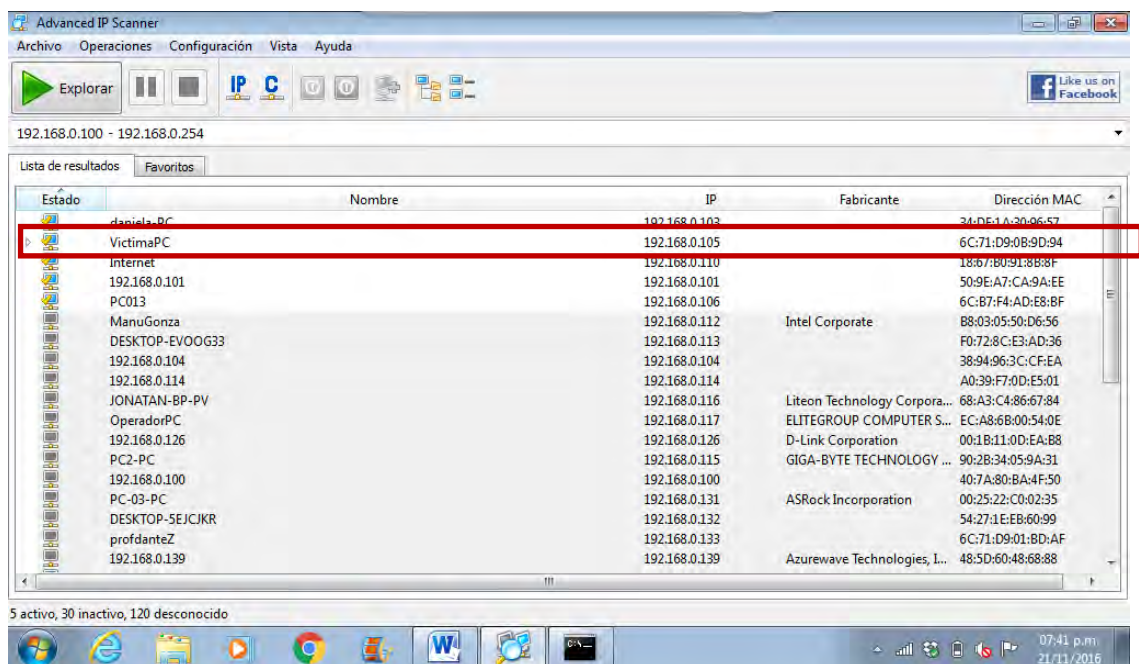 Advanced IP Scanner
Archivo Operaciones Configuración Vista Ayuda
Explorar IP C Like us on Facebook
192.168.0.100 - 192.168.0.254
Lista de resultados Favoritos
Estado Nombre IP Fabricante Dirección MAC
daniela-PC 192.168.0.103 34:DE:1A:30:96:57
VictimaPC 192.168.0.105 6C:71:D9:0B:9D:94
Internet 192.168.0.110 18:67:B0:91:8B:8F
192.168.0.101 192.168.0.101 50:9E:A7:CA:9A:EE
PC013 192.168.0.106 6C:B7:F4:AD:E8:BF
ManuGonza 192.168.0.112 Intel Corporate B8:03:05:50:D6:56
DESKTOP-EVOOG33 192.168.0.113 F0:72:8C:E3:AD:36
192.168.0.104 192.168.0.104 38:94:96:3C:CF:EA
192.168.0.114 192.168.0.114 A0:39:F7:0D:E5:01
JONATAN-BP-PV 192.168.0.116 Liteon Technology Corpora... 68:A3:C4:86:67:84
OperadorPC 192.168.0.117 ELITEGROUP COMPUTER S... EC:A8:6B:00:54:0E
192.168.0.126 192.168.0.126 D-Link Corporation 00:1B:11:0D:EA:B8
PC2-PC 192.168.0.115 GIGA-BYTE TECHNOLOGY ... 90:2B:34:05:9A:31
192.168.0.100 192.168.0.100 40:7A:80:BA:4F:50
PC-03-PC 192.168.0.131 ASRock Incorporation 00:25:22:C0:02:35
DESKTOP-5EJCJKR 192.168.0.132 54:27:1E:EB:60:99
profdanteZ 192.168.0.133 6C:71:D9:01:BD:AF
192.168.0.139 192.168.0.139 Azurewave Technologies, I... 48:5D:60:48:68:88
5 activo, 30 inactivo, 120 desconocido
07:41 p.m.
21/11/2016